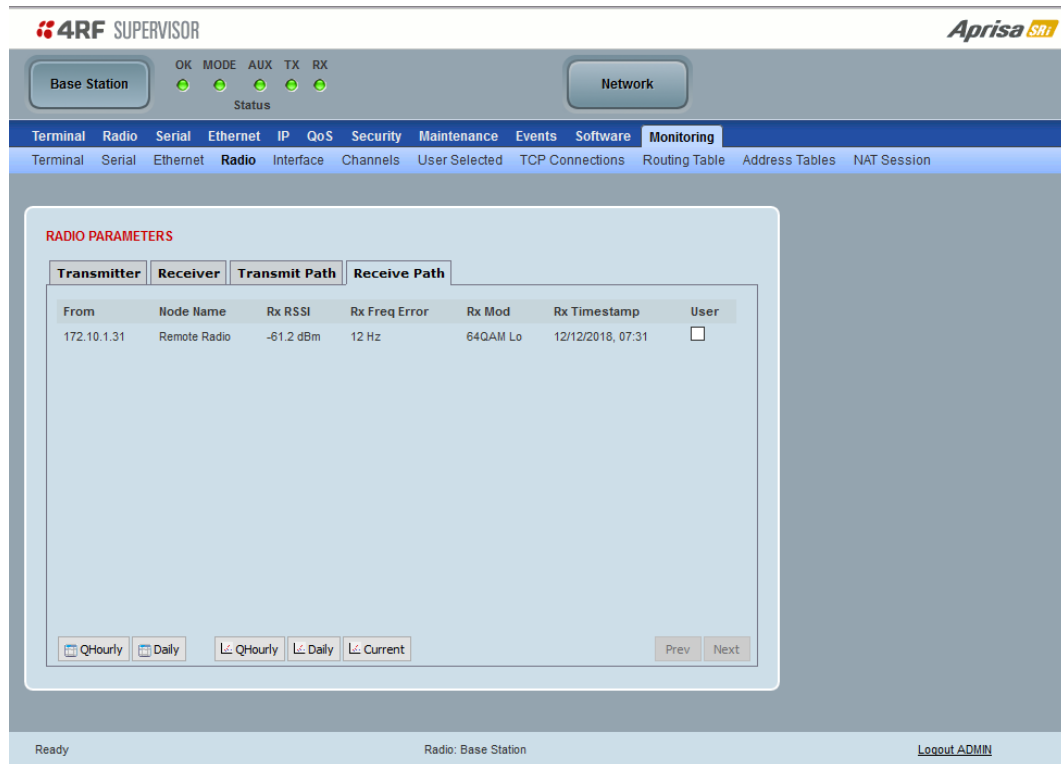 4RF SUPERVISOR
Aprisa SRi
Base Station
OK MODE AUX TX RX
Status
Network
Terminal Radio Serial Ethernet IP QoS Security Maintenance Events Software Monitoring
Terminal Serial Ethernet Radio Interface Channels User Selected TCP Connections Routing Table Address Tables NAT Session
RADIO PARAMETERS
Transmitter Receiver Transmit Path Receive Path
From Node Name Rx RSSI Rx Freq Error Rx Mod Rx Timestamp User
172.10.1.31 Remote Radio -61.2 dBm 12 Hz 64QAM Lo 12/12/2018, 07:31
QHourly Daily QHourly Daily Current Prev Next
Ready Radio: Base Station Logout ADMIN